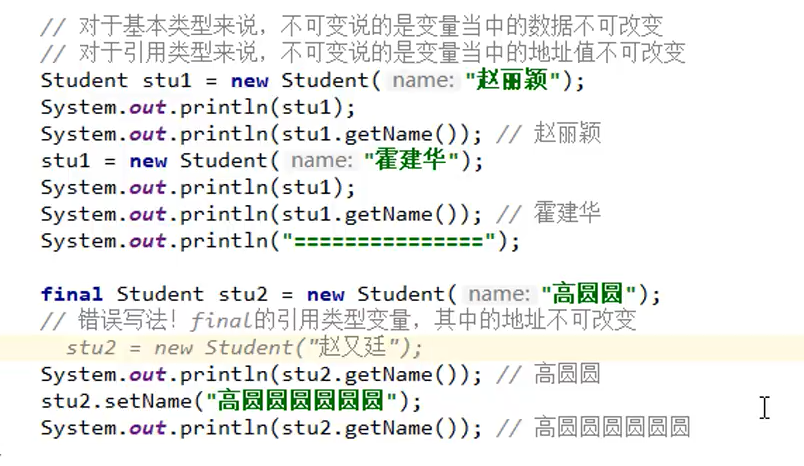 // 对于基本类型来说，不可变说的是变量当中的数据不可改变
// 对于引用类型来说，不可变说的是变量当中的地址值不可改变
Student stu1 = new Student( name: "赵丽颖");
System.out.println(stu1);
System.out.println(stu1.getName()); // 赵丽颖
stu1 = new Student( name: "霍建华");
System.out.println(stu1);
System.out.println(stu1.getName()); // 霍建华
System.out.println("===============");
final Student stu2 = new Student( name: "高圆圆");
// 错误写法！final的引用类型变量，其中的地址不可改变
stu2 = new Student("赵又廷");
System.out.println(stu2.getName()); // 高圆圆
stu2.setName("高圆圆圆圆圆圆");
System.out.println(stu2.getName()); // 高圆圆圆圆圆圆